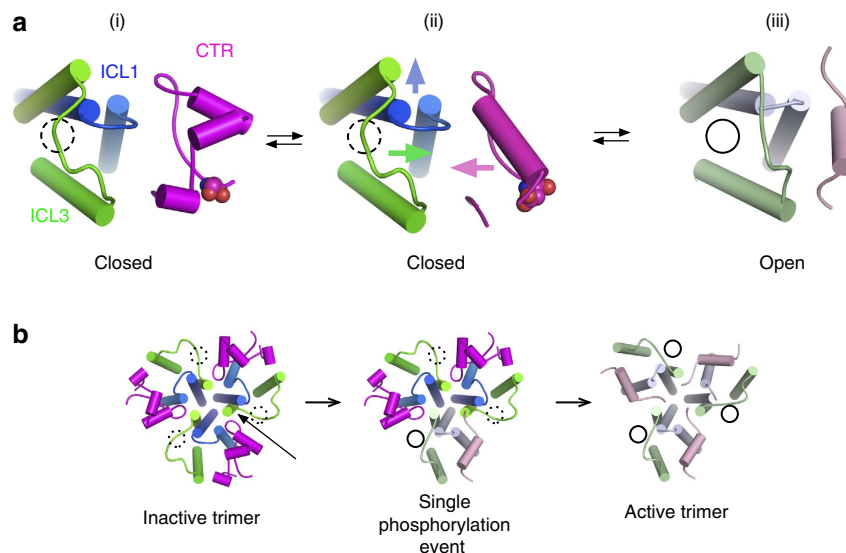 a
(i)
(ii)
(iii)
ICL1
CTR
ICL3
Closed
Closed
Open
b
Inactive trimer
Single
phosphorylation
event
Active trimer